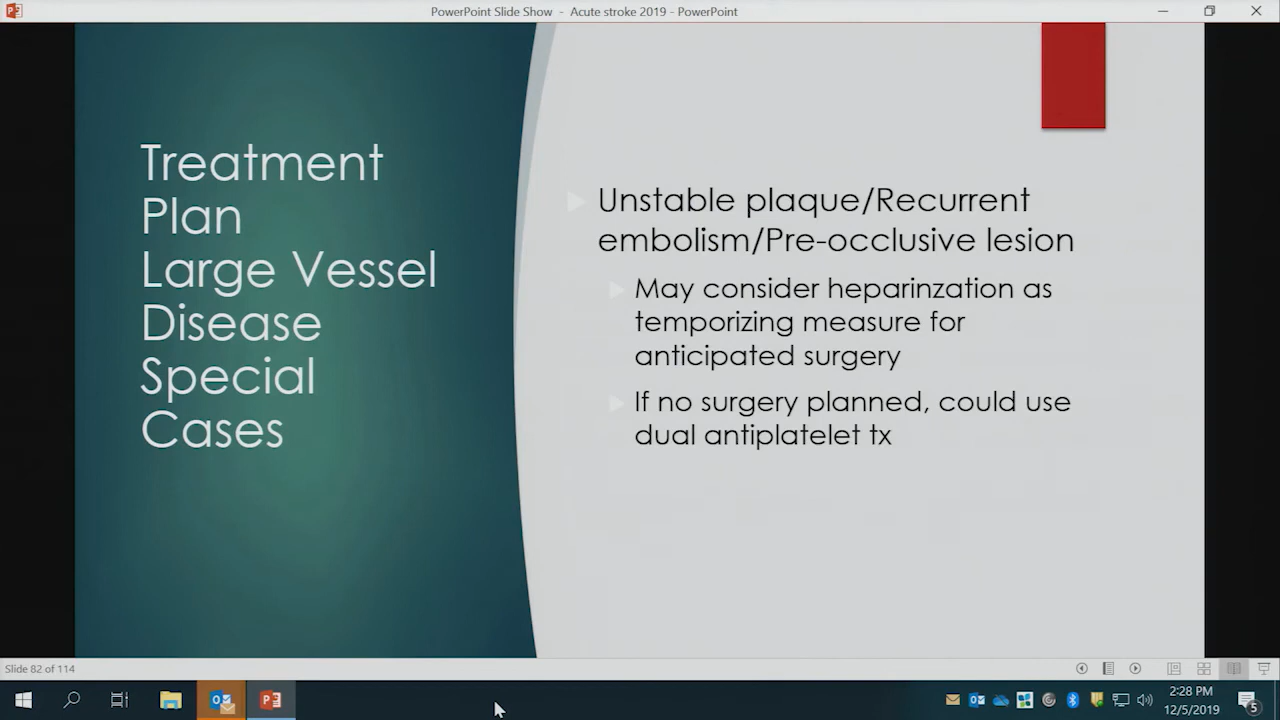 PowerPoint Slide Show - Acute stroke 2019 - PowerPoint
Treatment
Plan
Large Vessel
Disease
Special
Cases
Unstable plaque/Recurrent
embolism/Pre-occlusive lesion
May consider heparinzation as
temporizing measure for
anticipated surgery
If no surgery planned, could use
dual antiplatelet tx
Slide 82 of 114
2:28 PM
12/5/2019
5